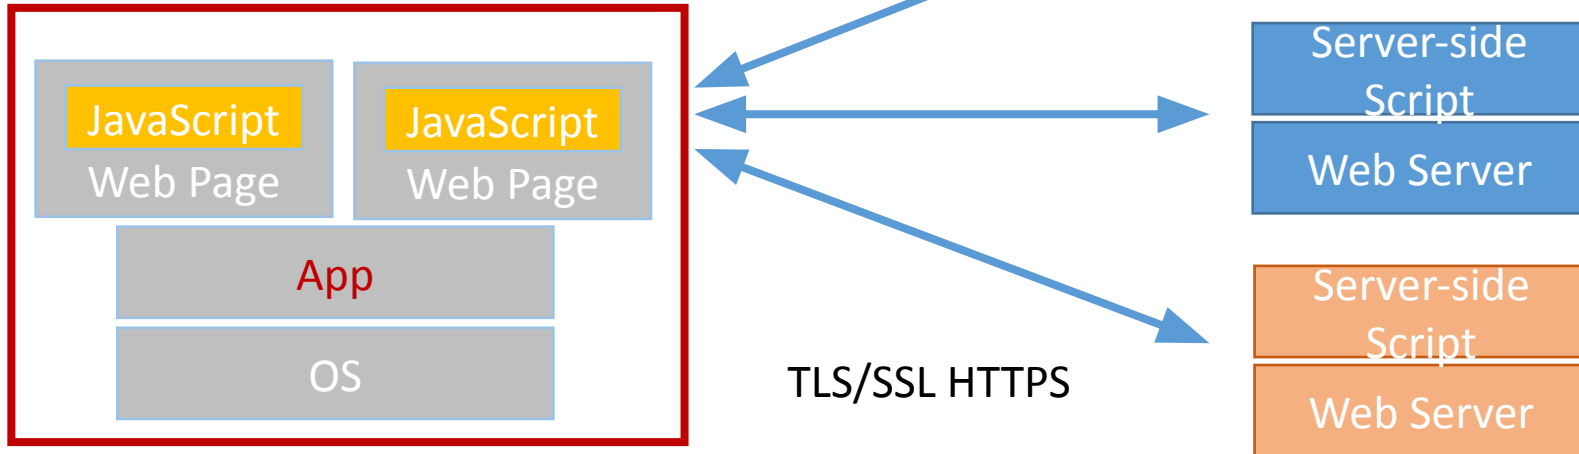 JavaScript
Web Page
JavaScript
Web Page
App
OS
TLS/SSL HTTPS
Server-side
Script
Web Server
Server-side
Script
Web Server